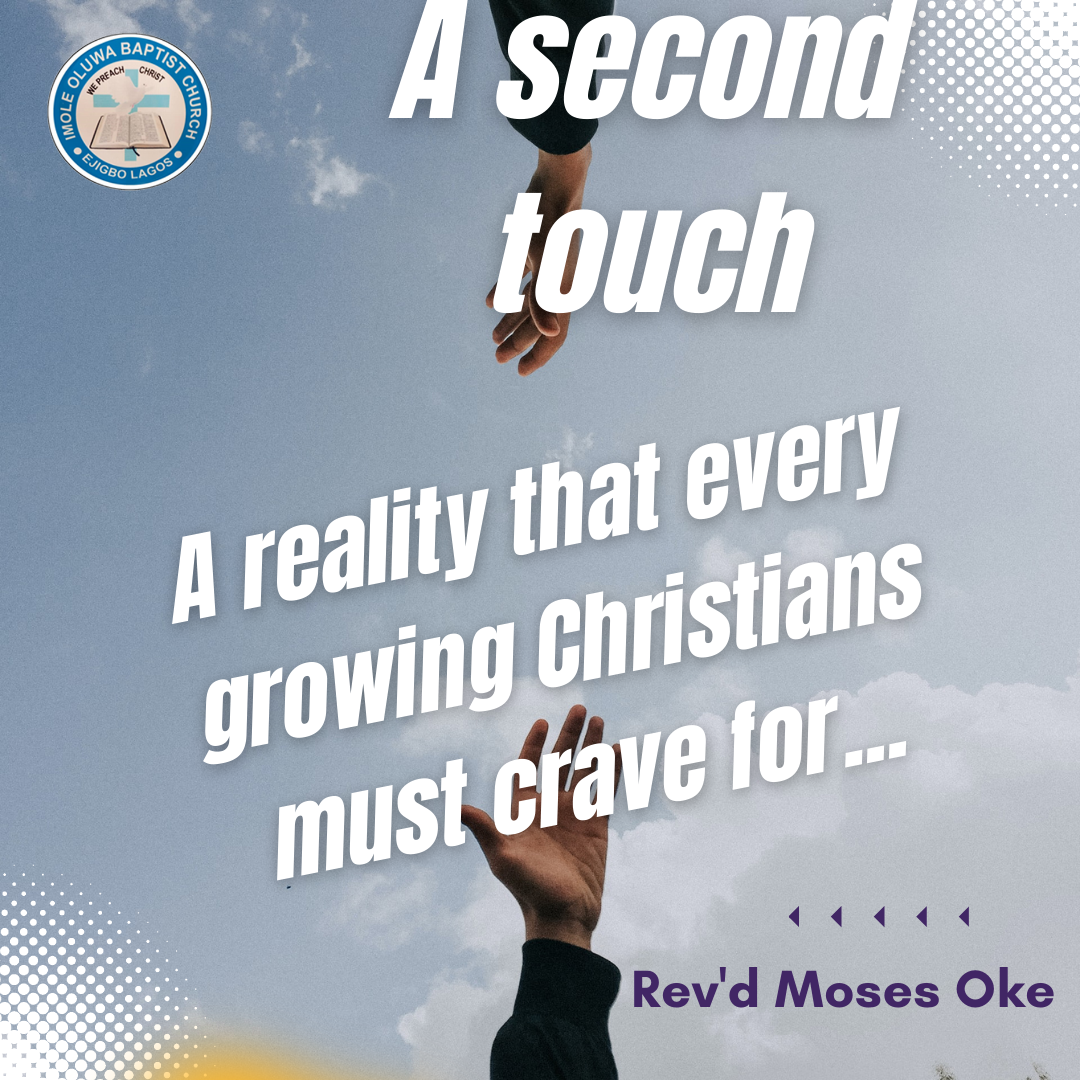 IMOLE OLUWA BAPTIST CHURCH
WE PREACH CHRIST
EJIGBO LAGOS
A second
touch
A reality that every
growing Christians
must crave for...
Rev'd Moses Oke